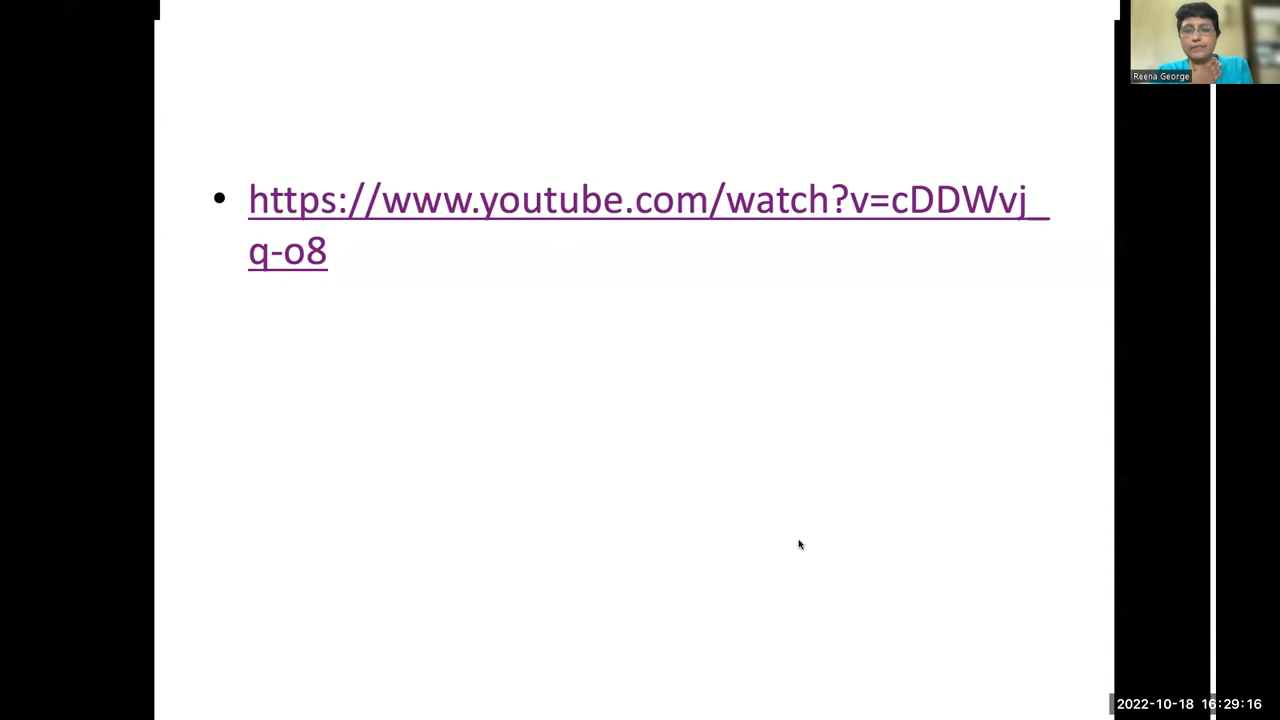 Reena George
• https://www.youtube.com/watch?v=cDDWvj_
q-o8
2022-10-18 16:29:16